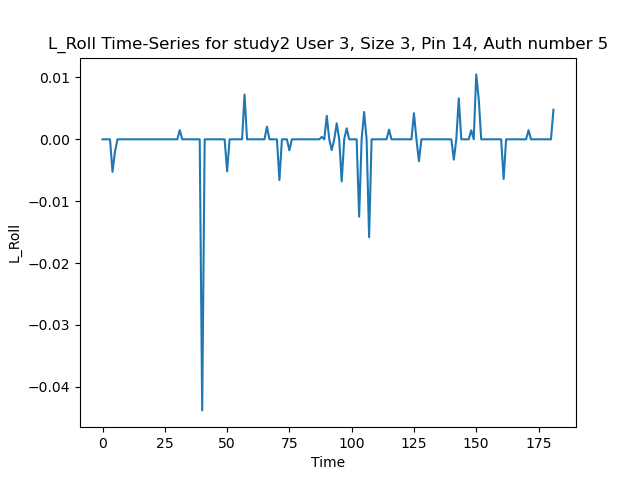 L_Roll Time-Series for study2 User 3, Size 3, Pin 14, Auth number 5
0.01
0.00
−0.01
−0.02
−0.03
−0.04
L_Roll
0 25 50 75 100 125 150 175
Time